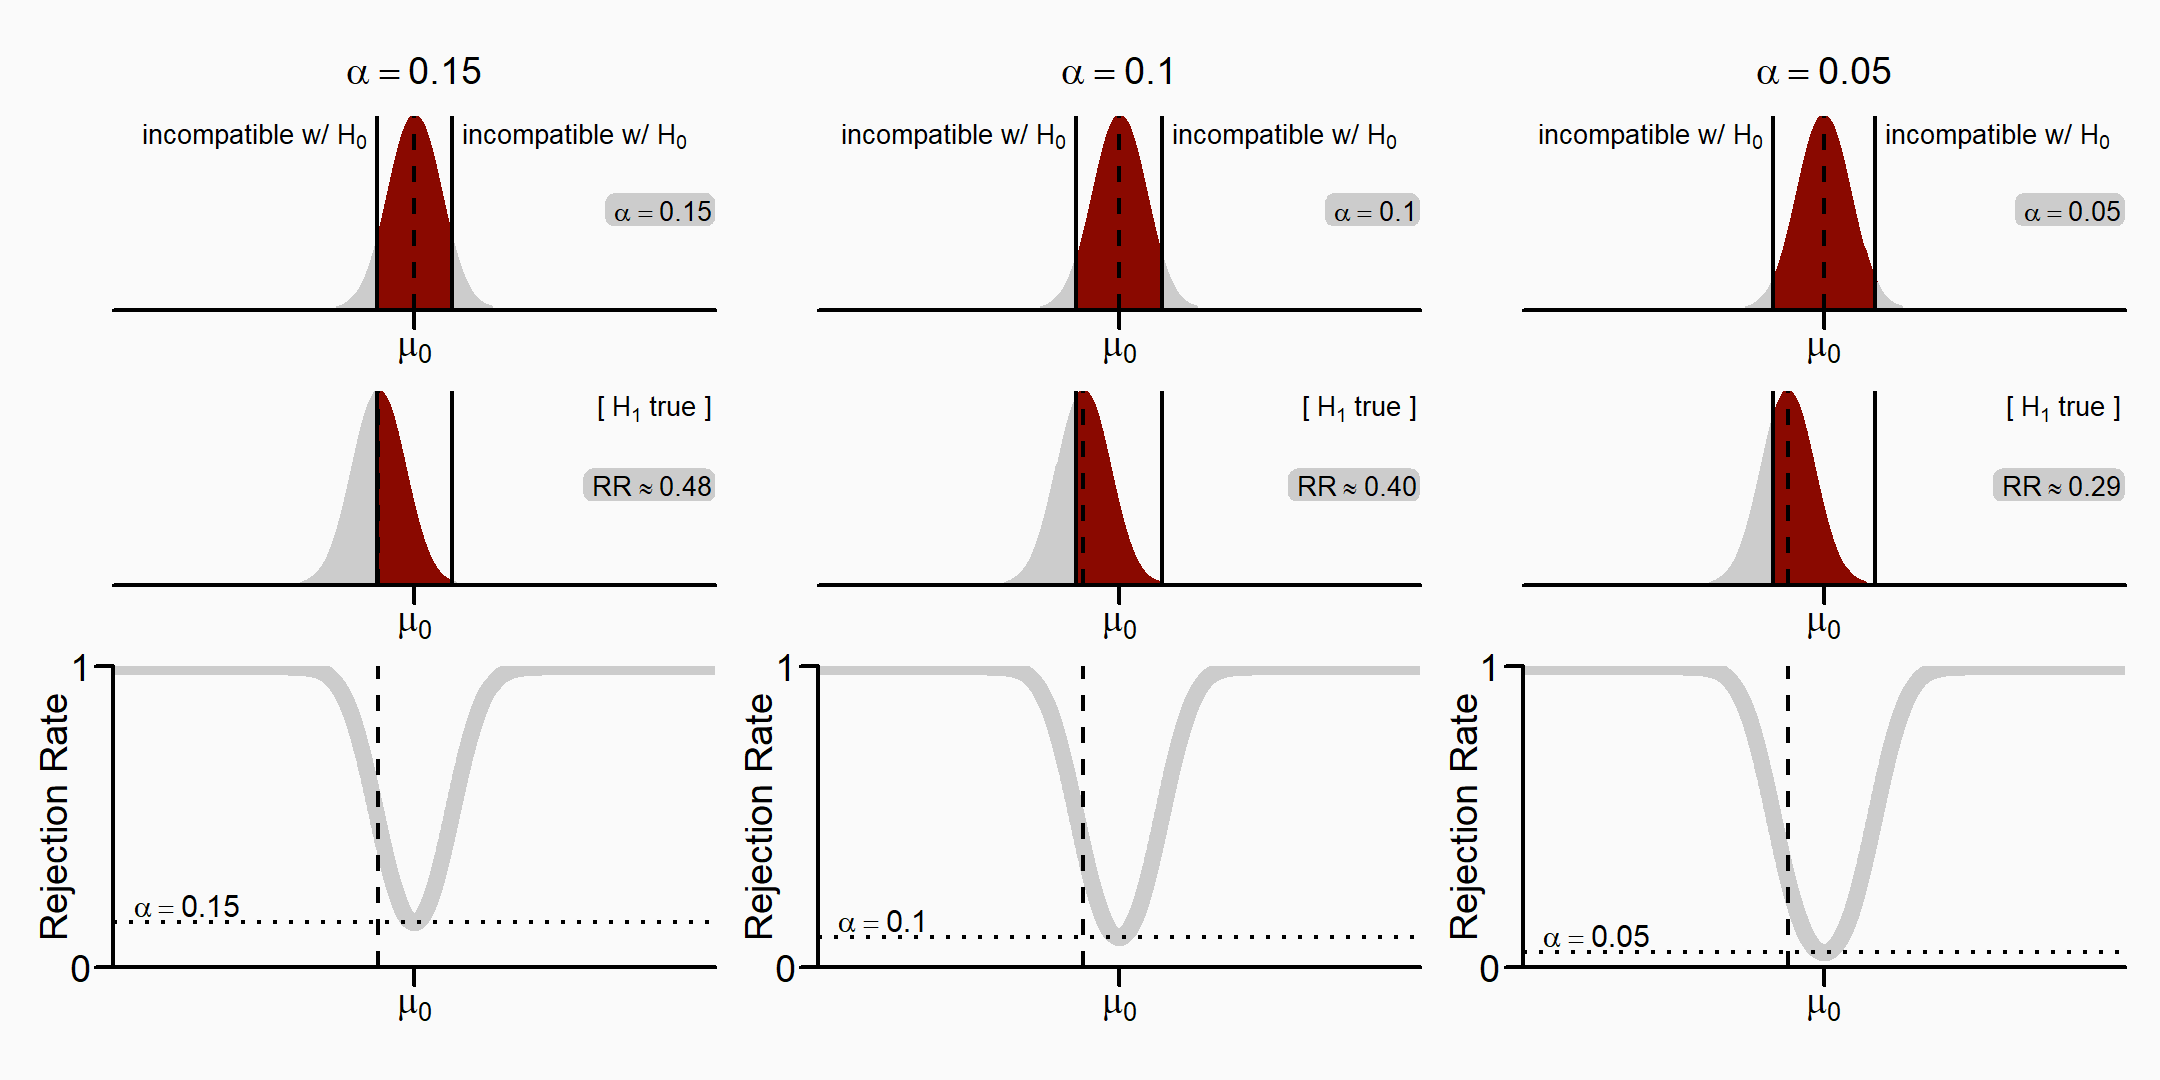 α = 0.15
incompatible w/ H₀
incompatible w/ H₀
α = 0.15
μ₀
[ H₁ true ]
RR ≈ 0.48
μ₀
1
Rejection Rate
α = 0.15
0
μ₀
α = 0.1
incompatible w/ H₀
incompatible w/ H₀
α = 0.1
μ₀
[ H₁ true ]
RR ≈ 0.40
μ₀
1
Rejection Rate
α = 0.1
0
μ₀
α = 0.05
incompatible w/ H₀
incompatible w/ H₀
α = 0.05
μ₀
[ H₁ true ]
RR ≈ 0.29
μ₀
1
Rejection Rate
α = 0.05
0
μ₀